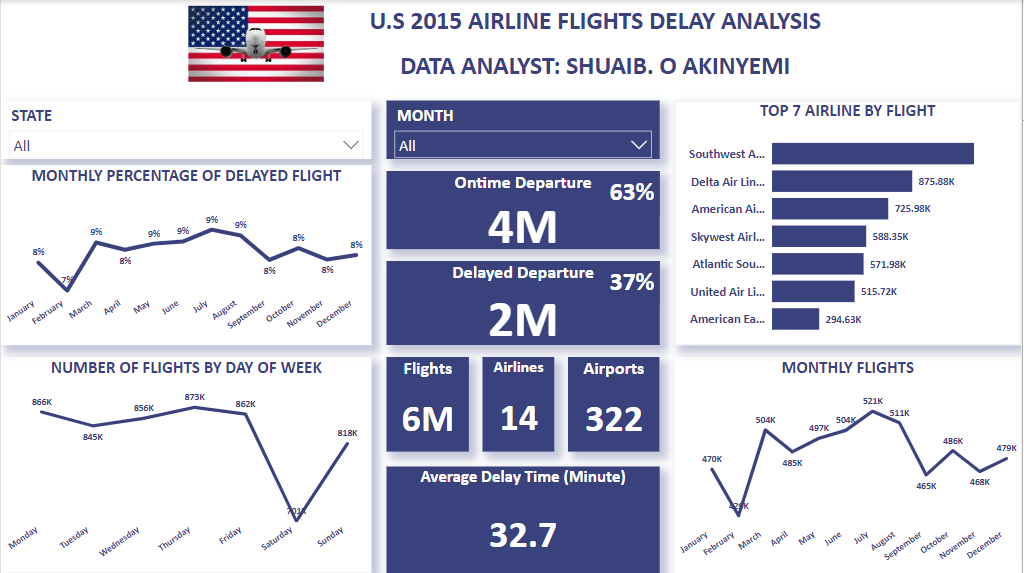 U.S 2015 AIRLINE FLIGHTS DELAY ANALYSIS
DATA ANALYST: SHUAIB. O AKINYEMI
STATE
All
MONTH
All
TOP 7 AIRLINE BY FLIGHT
Southwest A...
Delta Air Lin... 875.88K
American Ai... 725.98K
Skywest Airl... 588.35K
Atlantic Sou... 571.98K
United Air Li... 515.72K
American Ea... 294.63K
MONTHLY PERCENTAGE OF DELAYED FLIGHT
8% 7% 9% 8% 9% 9% 9% 9% 8% 8% 8% 8%
January February March April May June July August September October November December
Ontime Departure 63%
4M
Delayed Departure 37%
2M
Flights
6M
Airlines
14
Airports
322
Average Delay Time (Minute)
32.7
NUMBER OF FLIGHTS BY DAY OF WEEK
866K 845K 856K 873K 862K 701K 818K
Monday Tuesday Wednesday Thursday Friday Saturday Sunday
MONTHLY FLIGHTS
470K 504K 485K 497K 504K 521K 511K 465K 486K 468K 479K
January February March April May June July August September October November December